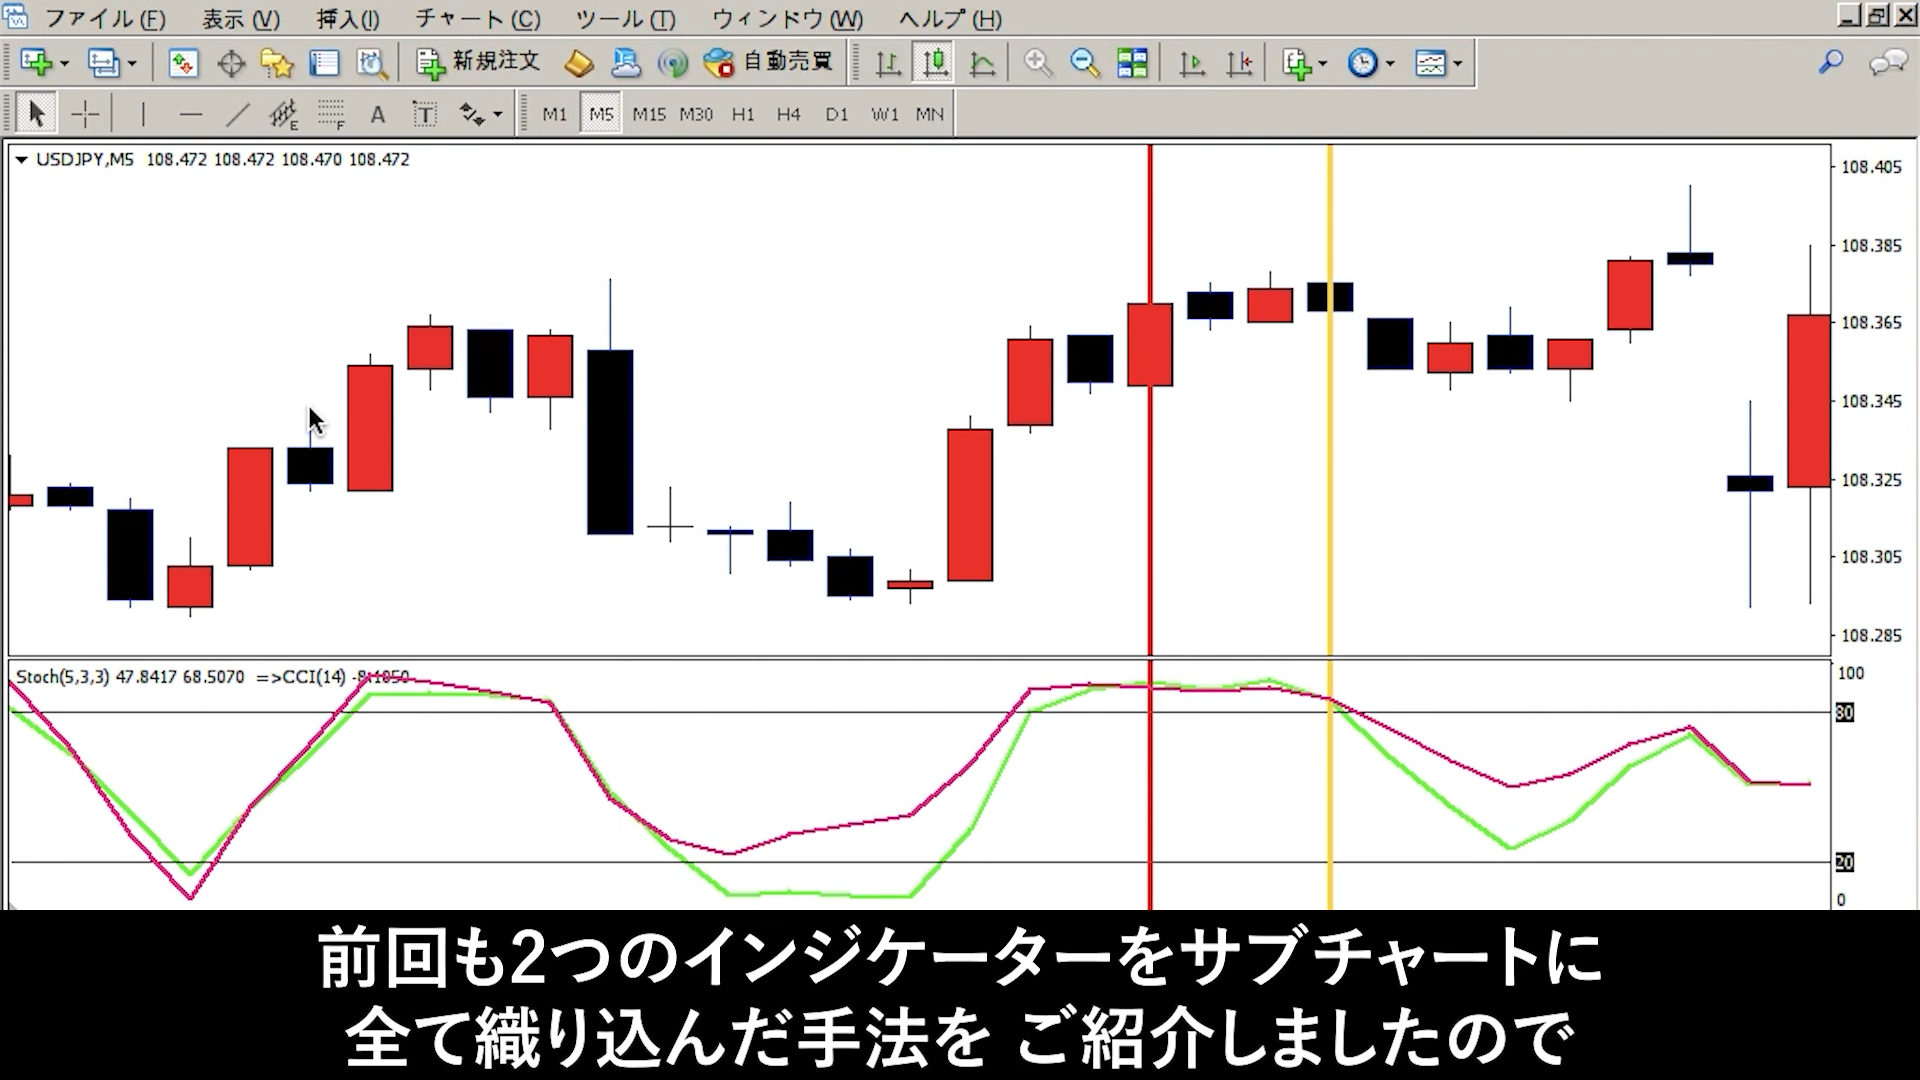 ファイル (F) 表示 (V) 挿入(I) チャート (C) ツール (T) ウィンドウ (W) ヘルプ (H)
新規注文 自動売買
E F A T M1 M5 M15 M30 H1 H4 D1 W1 MN
USDJPY,M5 108.472 108.472 108.470 108.472
108.405
108.385
108.365
108.345
108.325
108.305
108.285
Stoch(5,3,3) 47.8417 68.5070 =>CCI(14) -8.1850
100
80
20
0
前回も2つのインジケーターをサブチャートに
全て織り込んだ手法を ご紹介しましたので